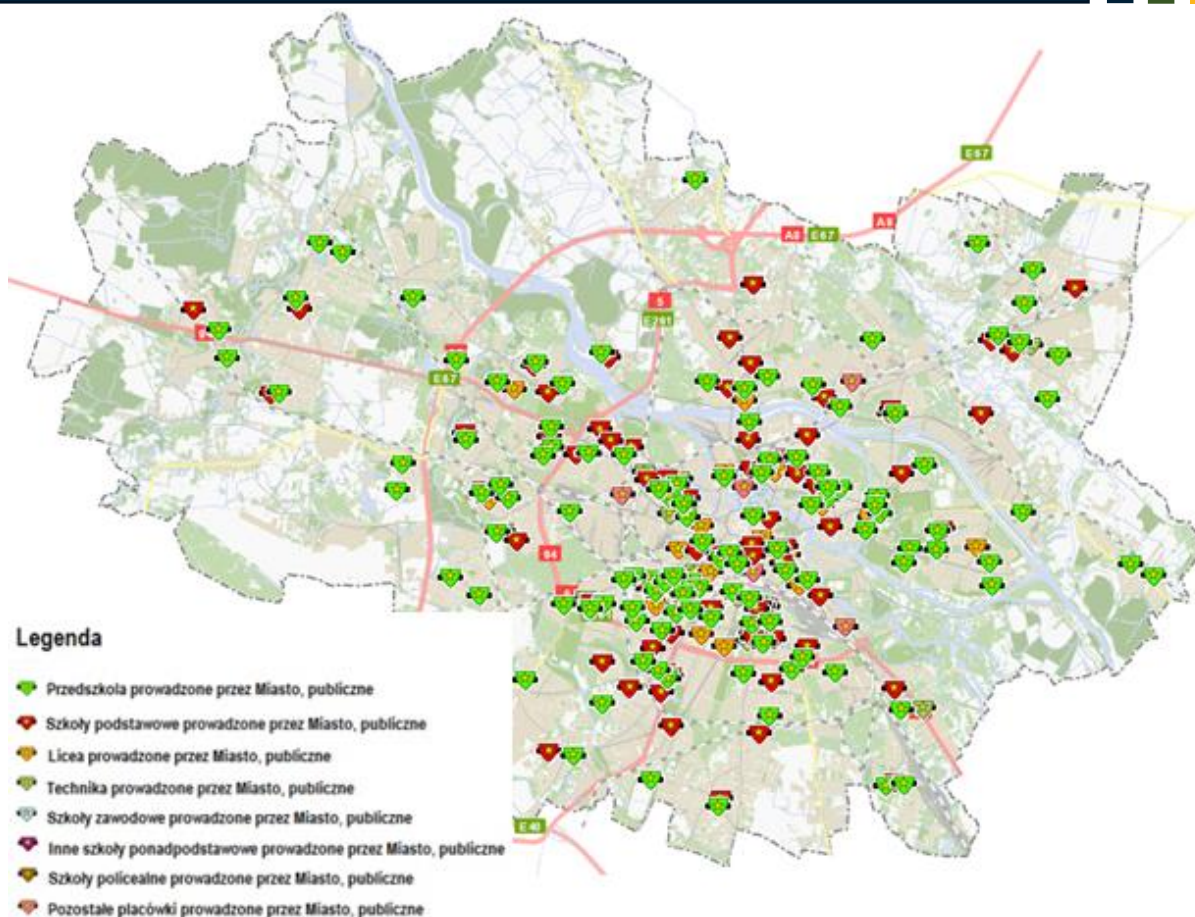 E67
A8
E67
A8
5
E261
E67
94
Legenda
Przedszkola prowadzone przez Miasto, publiczne
Szkoły podstawowe prowadzone przez Miasto, publiczne
Licea prowadzone przez Miasto, publiczne
Technika prowadzone przez Miasto, publiczne
Szkoły zawodowe prowadzone przez Miasto, publiczne
Inne szkoły ponadpodstawowe prowadzone przez Miasto, publiczne
E 40
Szkoły policealne prowadzone przez Miasto, publiczne
Pozostałe placówki prowadzone przez Miasto, publiczne